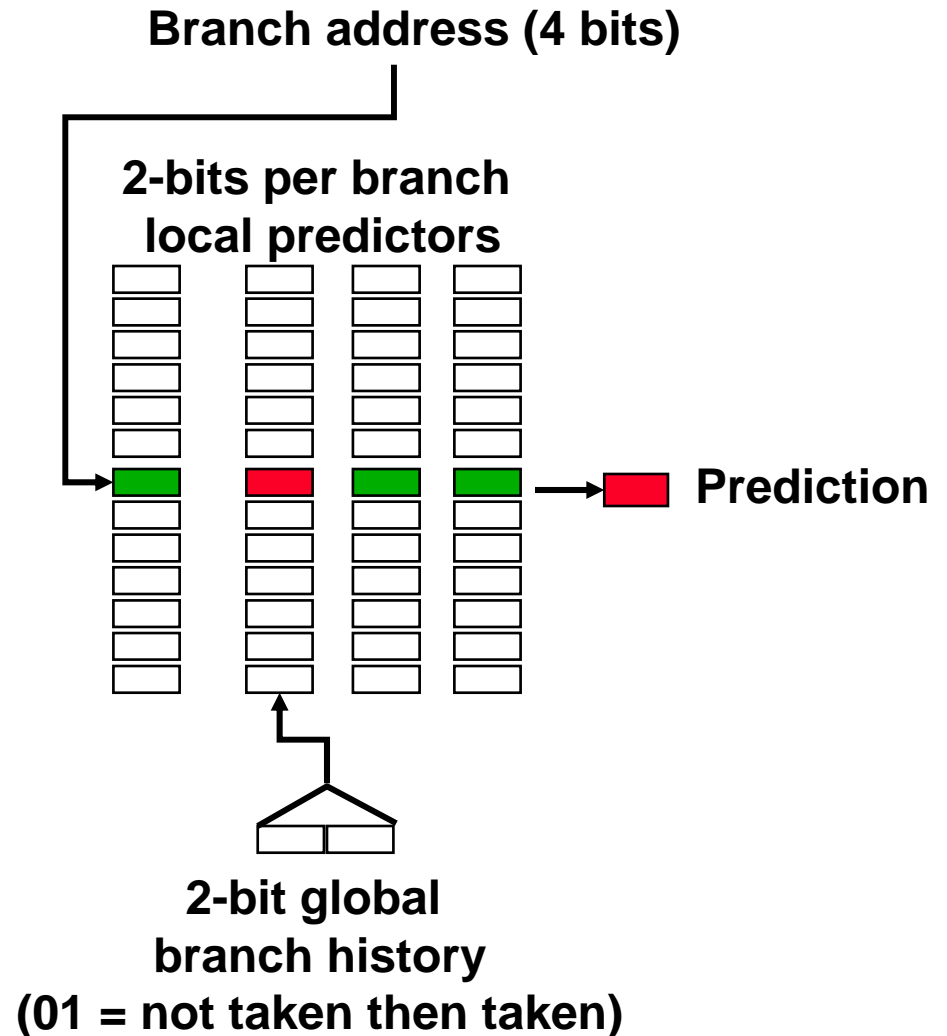 Branch address (4 bits)
2-bits per branch
local predictors
Prediction
2-bit global
branch history
(01 = not taken then taken)